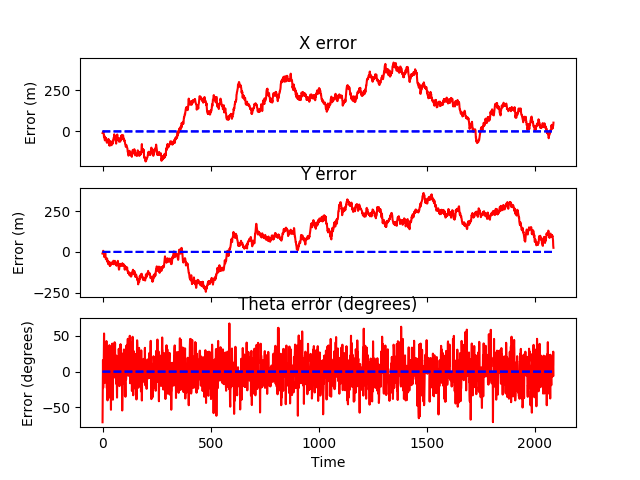 X error
250
0
Error (m)
Y error
250
0
−250
Error (m)
Theta error (degrees)
50
0
−50
Error (degrees)
0 500 1000 1500 2000
Time